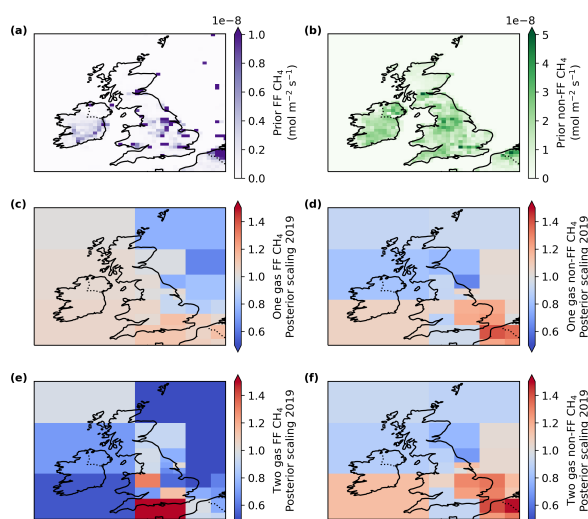 (a)
1e−8
1.0
0.8
0.6
0.4
0.2
0.0
Prior FF CH4
(mol m−2 s−1)
(b)
1e−8
5
4
3
2
1
0
Prior non-FF CH4
(mol m−2 s−1)
(c)
1.4
1.2
1.0
0.8
0.6
One gas FF CH4
Posterior scaling 2019
(d)
1.4
1.2
1.0
0.8
0.6
One gas non-FF CH4
Posterior scaling 2019
(e)
1.4
1.2
1.0
0.8
0.6
Two gas FF CH4
Posterior scaling 2019
(f)
1.4
1.2
1.0
0.8
0.6
Two gas non-FF CH4
Posterior scaling 2019